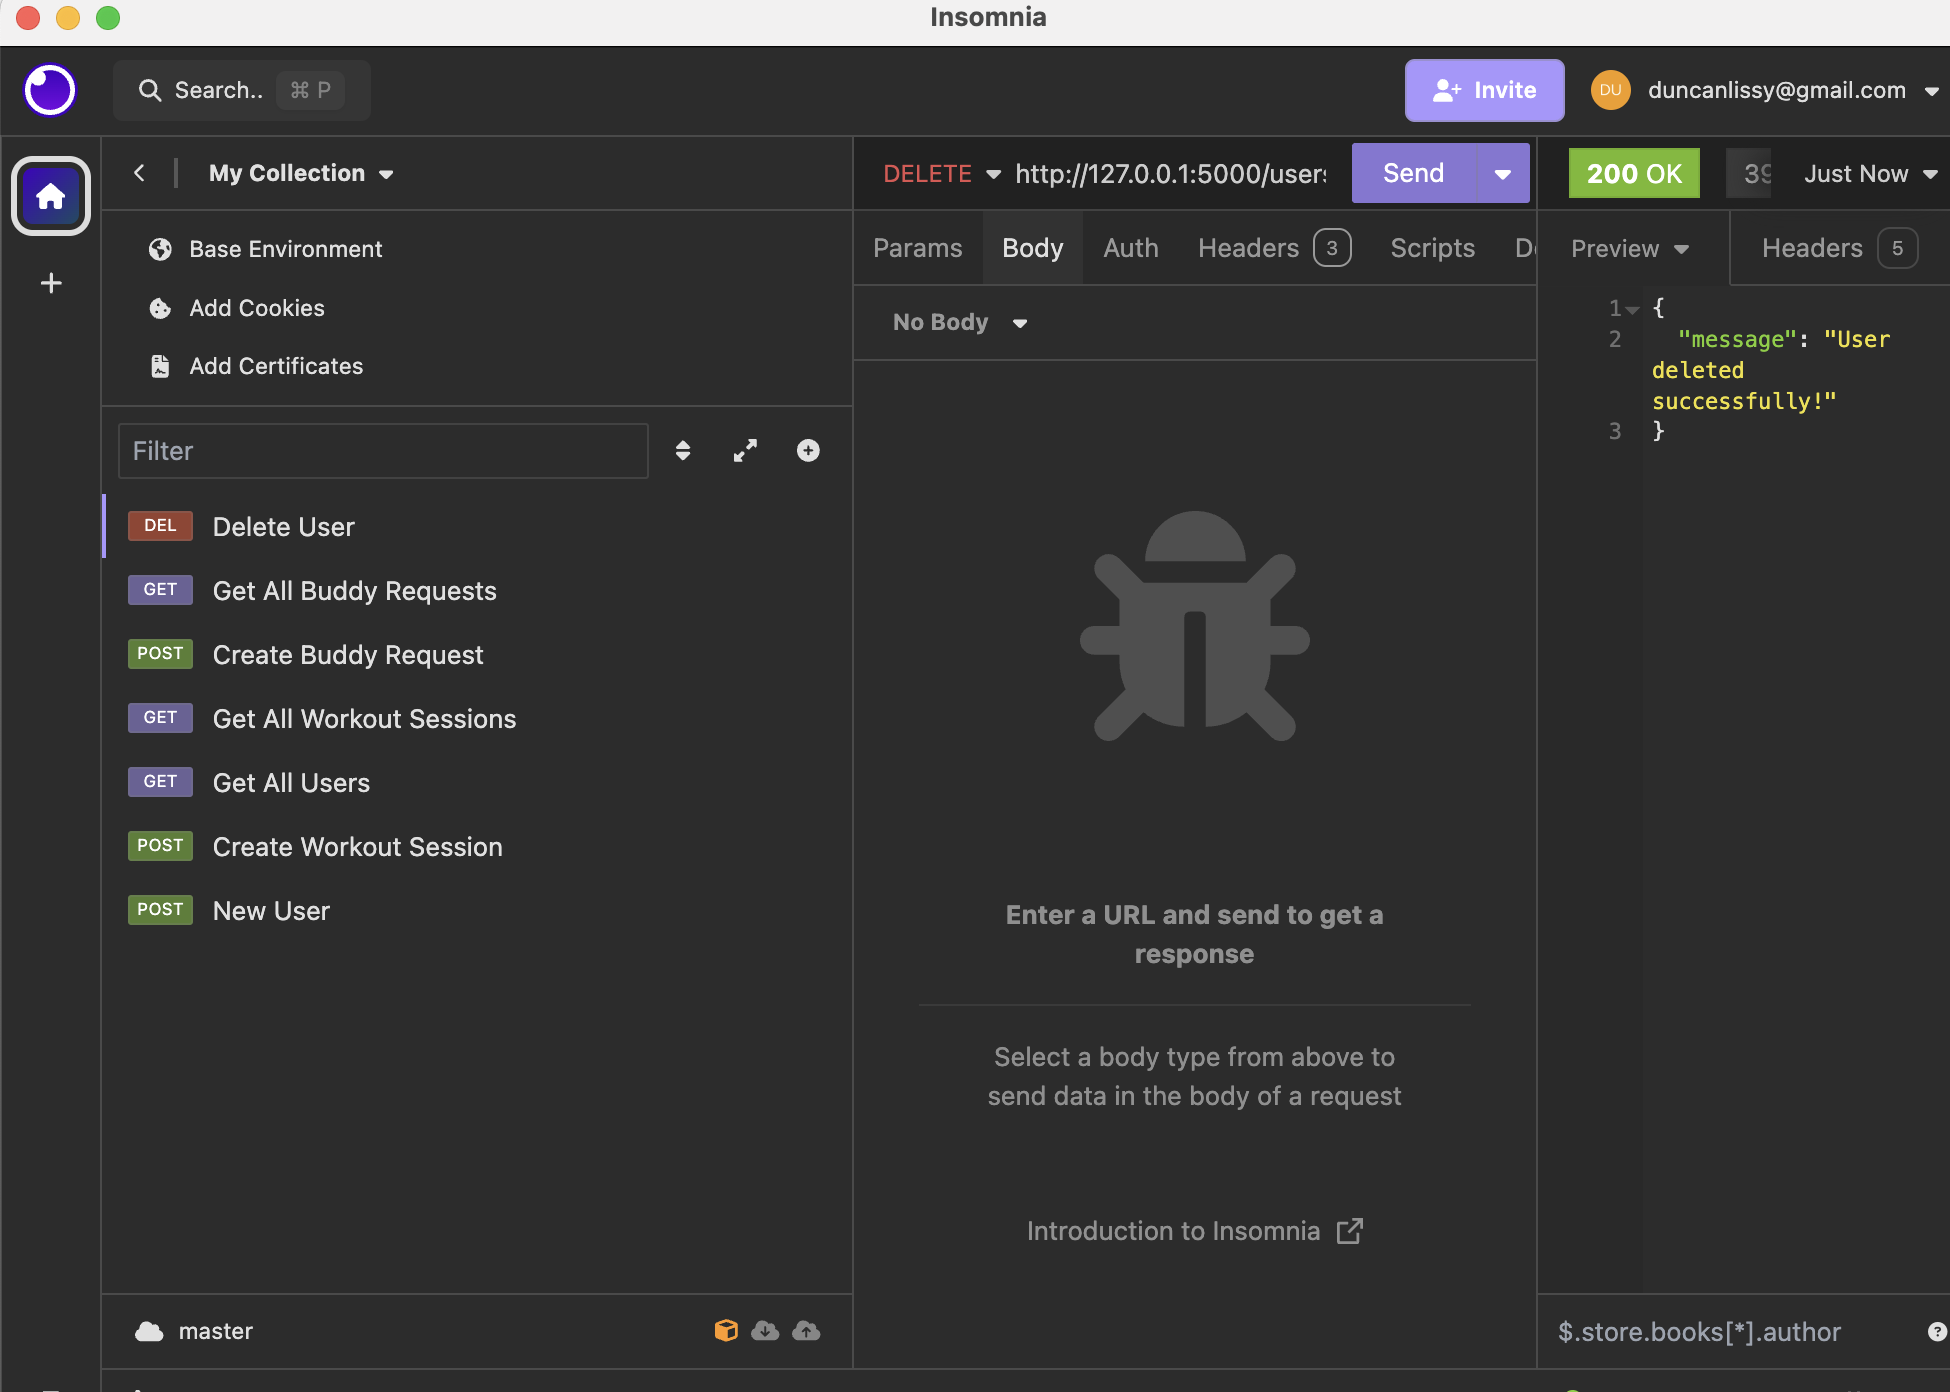 Insomnia
Search.. ⌘ P
Invite
DU
duncanlissy@gmail.com
My Collection
DELETE
http://127.0.0.1:5000/users
Send
200 OK
39
Just Now
Base Environment
Add Cookies
Add Certificates
Params
Body
Auth
Headers 3
Scripts
Preview
Headers 5
No Body
1 {
2 "message": "User
deleted
successfully!"
3 }
Filter
DEL Delete User
GET Get All Buddy Requests
POST Create Buddy Request
GET Get All Workout Sessions
GET Get All Users
POST Create Workout Session
POST New User
Enter a URL and send to get a
response
Select a body type from above to
send data in the body of a request
Introduction to Insomnia
master
$.store.books[*].author